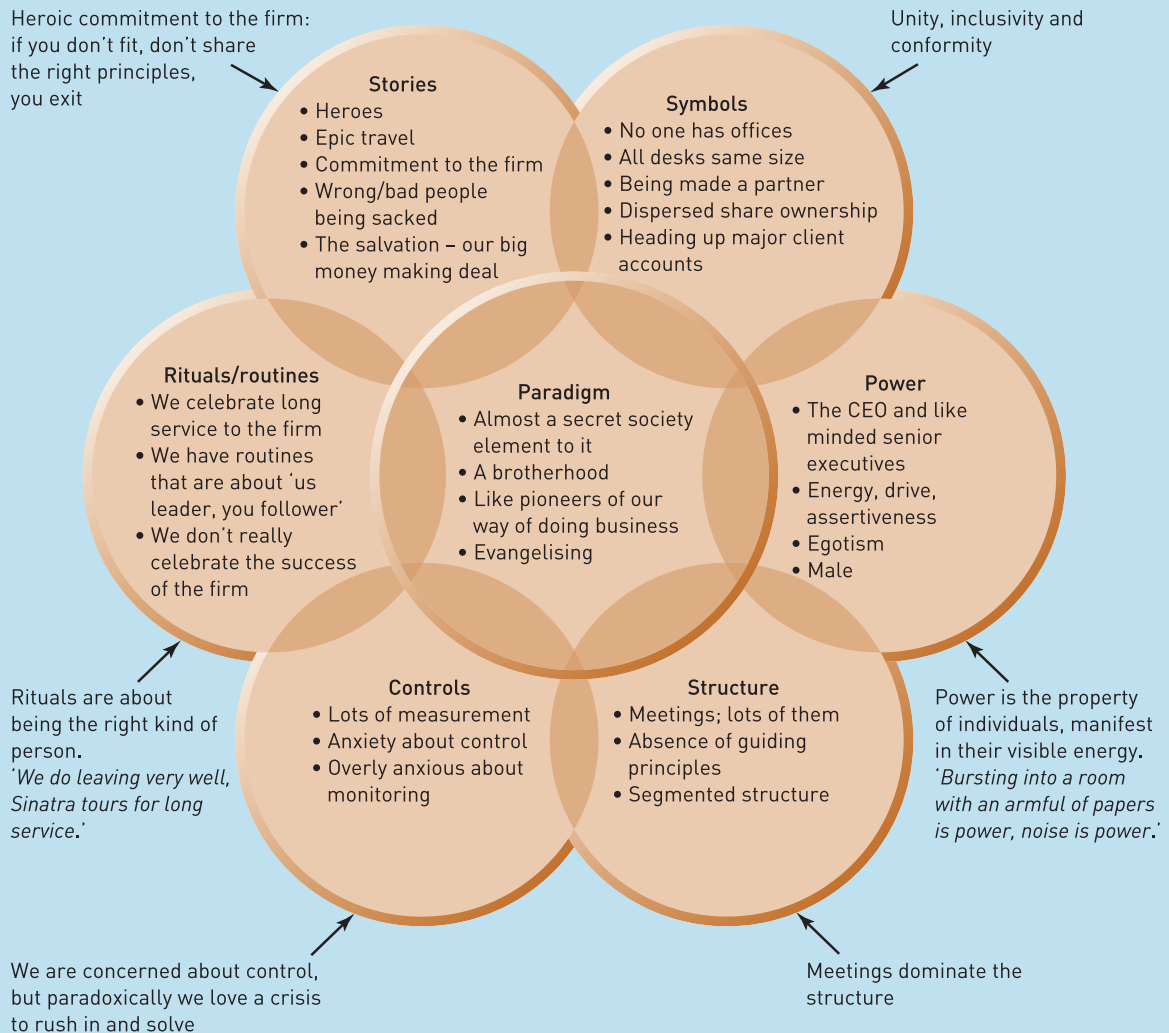 Heroic commitment to the firm:
if you don’t fit, don’t share
the right principles,
you exit
Unity, inclusivity and
conformity
Stories
• Heroes
• Epic travel
• Commitment to the firm
• Wrong/bad people
being sacked
• The salvation – our big
money making deal
Symbols
• No one has offices
• All desks same size
• Being made a partner
• Dispersed share ownership
• Heading up major client
accounts
Rituals/routines
• We celebrate long
service to the firm
• We have routines
that are about ‘us
leader, you follower’
• We don’t really
celebrate the success
of the firm
Paradigm
• Almost a secret society
element to it
• A brotherhood
• Like pioneers of our
way of doing business
• Evangelising
Power
• The CEO and like
minded senior
executives
• Energy, drive,
assertiveness
• Egotism
• Male
Controls
• Lots of measurement
• Anxiety about control
• Overly anxious about
monitoring
Structure
• Meetings; lots of them
• Absence of guiding
principles
• Segmented structure
Rituals are about
being the right kind of
person.
‘We do leaving very well,
Sinatra tours for long
service.’
Power is the property
of individuals, manifest
in their visible energy.
‘Bursting into a room
with an armful of papers
is power, noise is power.’
We are concerned about control,
but paradoxically we love a crisis
to rush in and solve
Meetings dominate the
structure